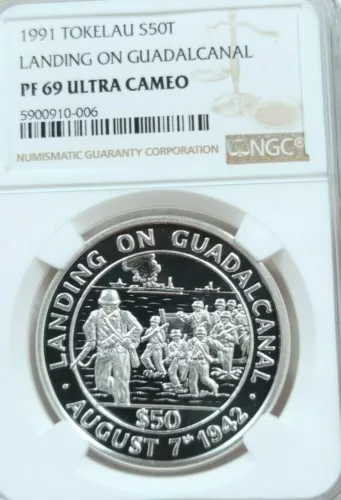 1991 TOKELAU S50T
LANDING ON GUADALCANAL
PF 69 ULTRA CAMEO
5900910-006
NUMISMATIC GUARANTY CORPORATION
NGC®
LANDING ON GUADALCANAL
$50
· AUGUST 7th 1942 ·